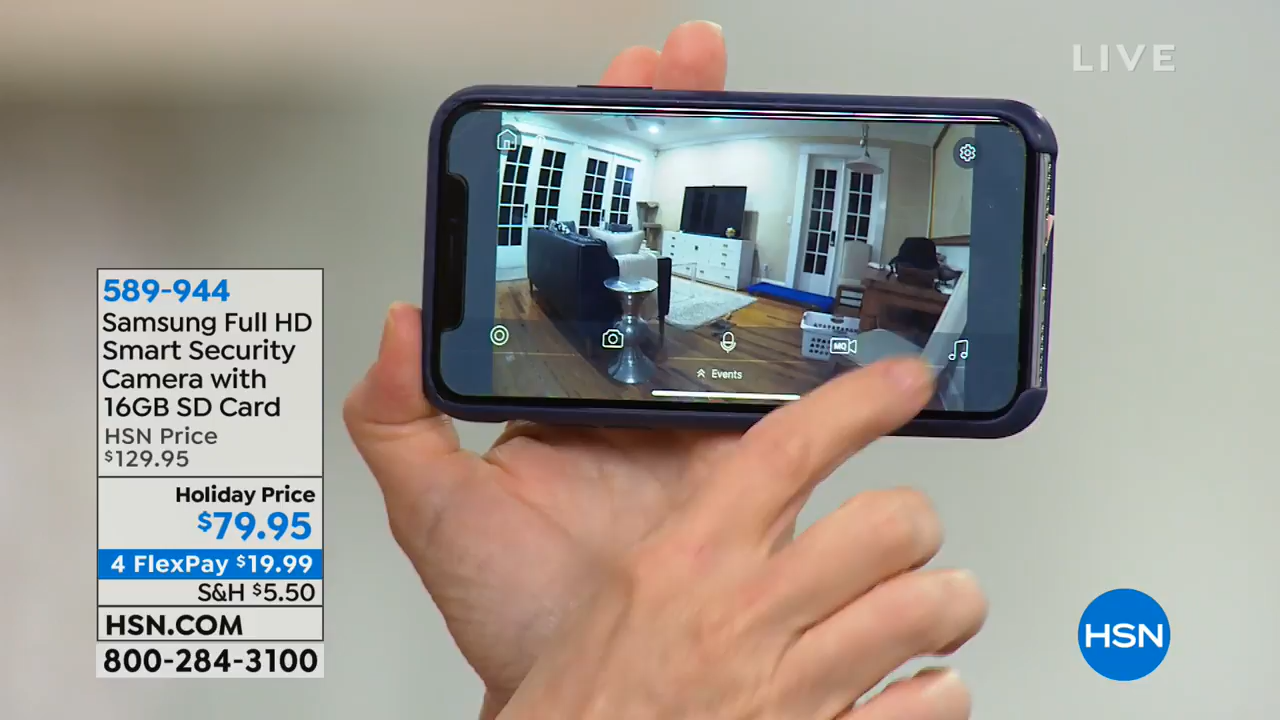 LIVE
589-944
Samsung Full HD
Smart Security
Camera with
16GB SD Card
HSN Price
$129.95
Holiday Price
$79.95
4 FlexPay $19.99
S&H $5.50
HSN.COM
800-284-3100
MQ
Events
HSN